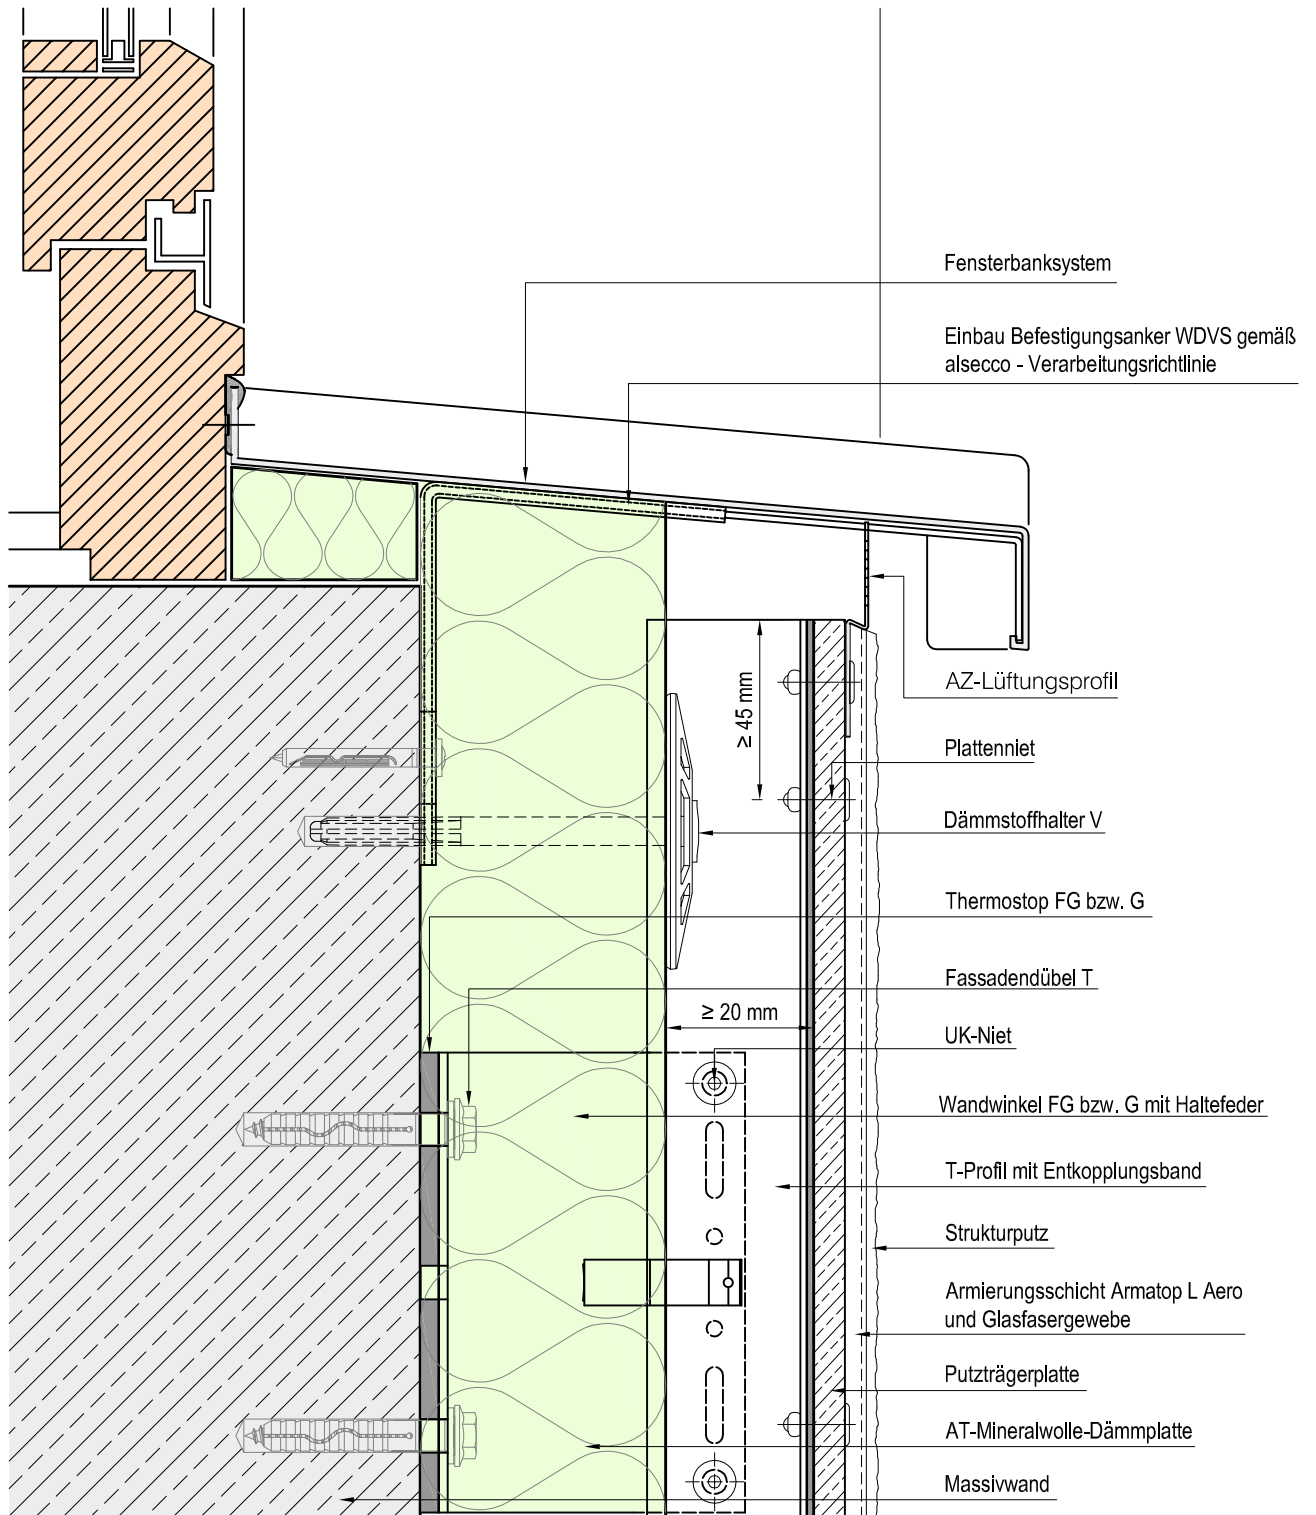 Fensterbanksystem
Einbau Befestigungsanker WDVS gemäß
alsecco - Verarbeitungsrichtlinie
AZ-Lüftungsprofil
≥ 45 mm
Plattenniet
Dämmstoffhalter V
Thermostop FG bzw. G
Fassadendübel T
≥ 20 mm
UK-Niet
Wandwinkel FG bzw. G mit Haltefeder
T-Profil mit Entkopplungsband
Strukturputz
Armierungsschicht Armatop L Aero
und Glasfasergewebe
Putzträgerplatte
AT-Mineralwolle-Dämmplatte
Massivwand